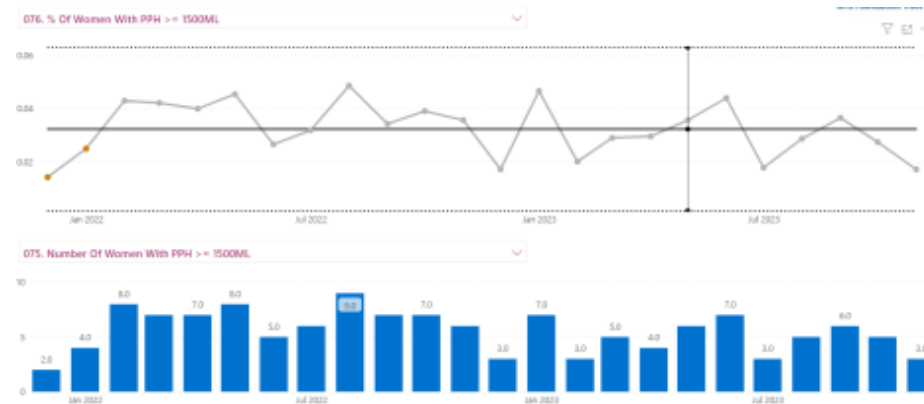 076. % Of Women With PPH >= 1500ML
0.06
0.04
0.02
Jan 2022 Jul 2022 Jan 2023 Jul 2023
075. Number Of Women With PPH >= 1500ML
10
5
0
2.0 4.0 8.0 7.0 8.0 5.0 9.0 7.0 3.0 7.0 3.0 5.0 4.0 7.0 3.0 6.0
Jan 2022 Jul 2022 Jan 2023 Jul 2023